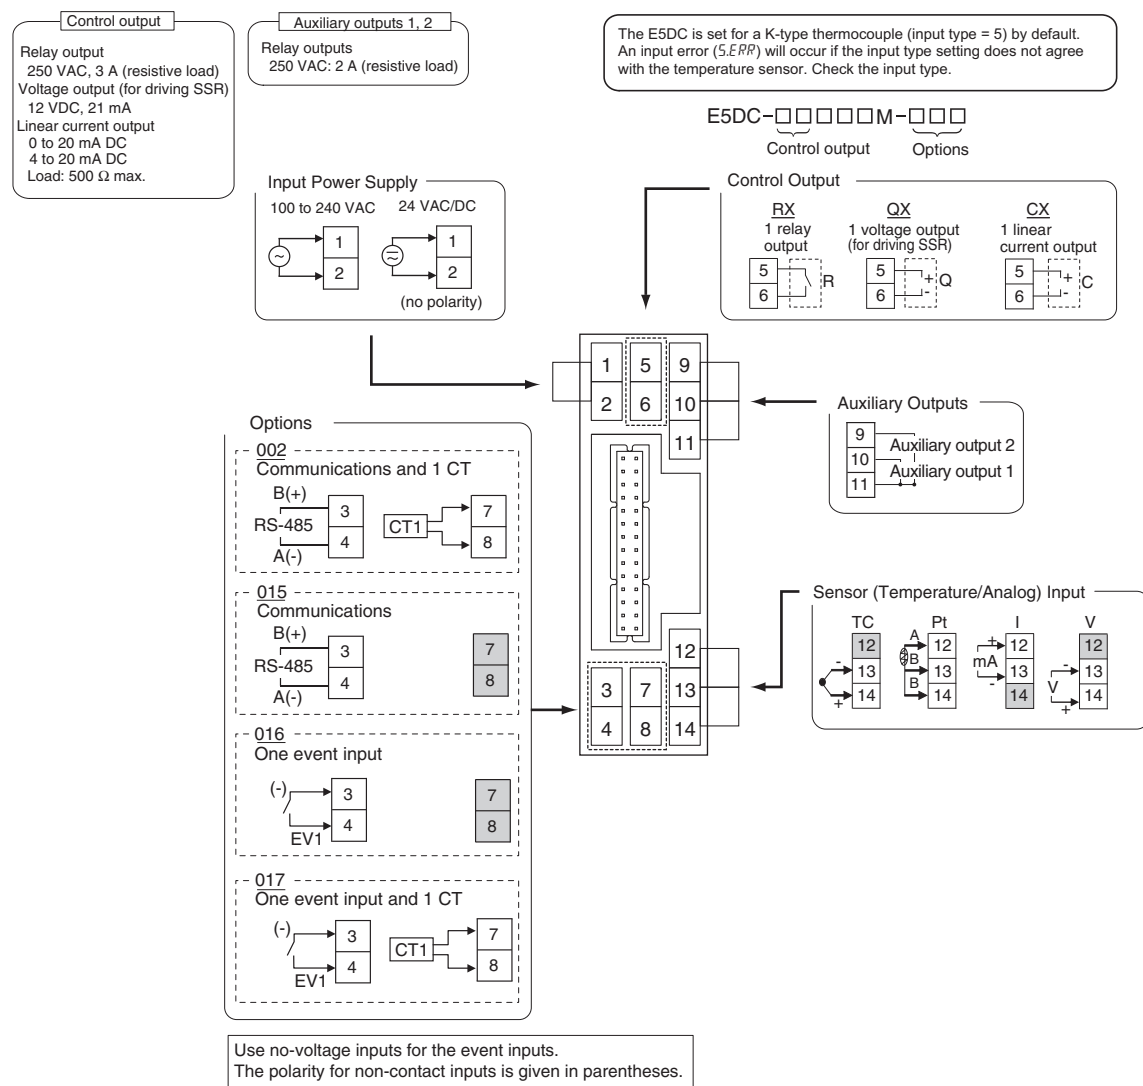 Control output
Relay output
250 VAC, 3 A (resistive load)
Voltage output (for driving SSR)
12 VDC, 21 mA
Linear current output
0 to 20 mA DC
4 to 20 mA DC
Load: 500 Ω max.
Auxiliary outputs 1, 2
Relay outputs
250 VAC: 2 A (resistive load)
The E5DC is set for a K-type thermocouple (input type = 5) by default.
An input error (S.ERR) will occur if the input type setting does not agree
with the temperature sensor. Check the input type.
E5DC-□□□□□M-□□□
Control output
Options
Input Power Supply
100 to 240 VAC
24 VAC/DC
1
2
1
2
(no polarity)
Control Output
RX
1 relay
output
5
6
R
QX
1 voltage output
(for driving SSR)
5
6
+
-
Q
CX
1 linear
current output
5
6
+
-
C
1 5 9
2 6 10
11
12
3 7 13
4 8 14
Auxiliary Outputs
9
10
11
Auxiliary output 2
Auxiliary output 1
Options
002
Communications and 1 CT
B(+)
RS-485
A(-)
3
4
CT1
7
8
015
Communications
B(+)
RS-485
A(-)
3
4
7
8
016
One event input
(-)
EV1
3
4
7
8
017
One event input and 1 CT
(-)
EV1
3
4
CT1
7
8
Sensor (Temperature/Analog) Input
TC
12
- 13
+ 14
Pt
A 12
B 13
B 14
I
+ 12
mA 13
- 14
V
12
- 13
V
+ 14
Use no-voltage inputs for the event inputs.
The polarity for non-contact inputs is given in parentheses.